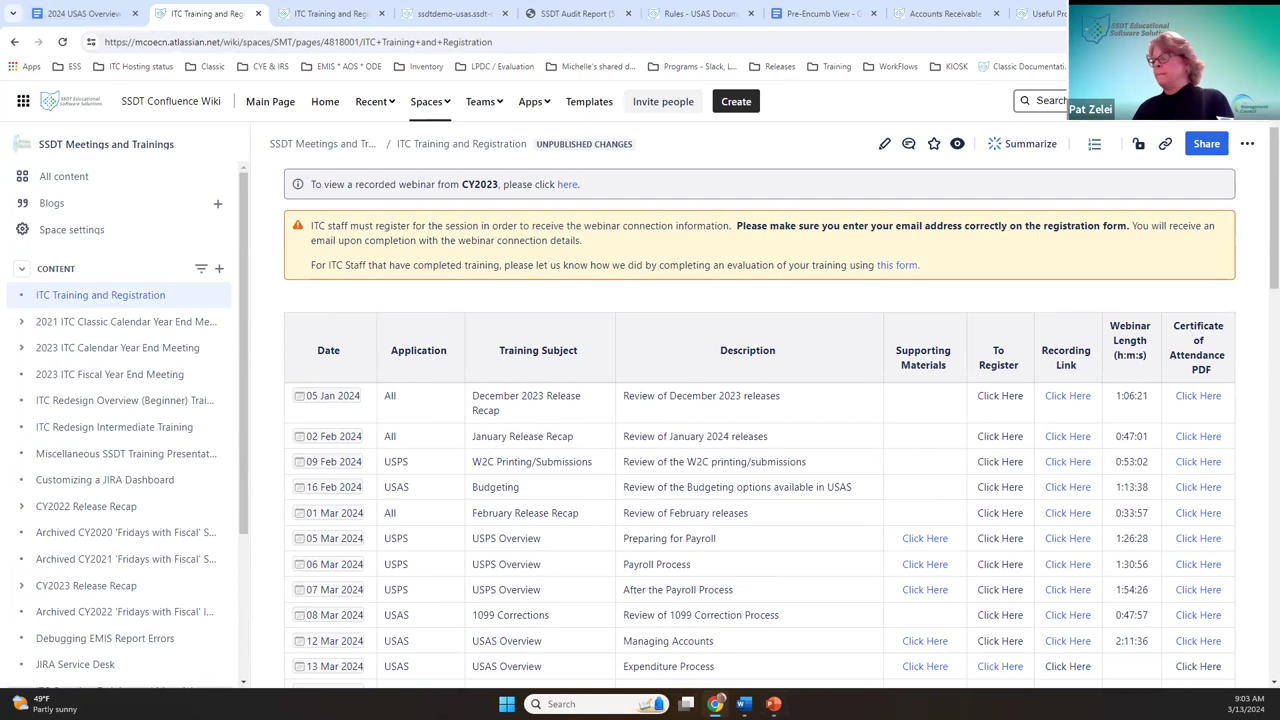 2024 USAS Overview
ITC Training and Reg
ITC Training and Reg
ssdtdemo-usas.ssdt-c
SSDT Audit Report (S
Rules - USAS Docum
Pre-Encumb View -
Accounts Receivable
Useful Pr
https://mcoecn.atlassian.net/wiki/spaces/SMT/pages/4818001/ITC+Training+and+Registration
Apps
ESS
ITC Hosting status
Classic
CYE & IRS
EMIS * AOS * ODE
Inventory
LPDC / Evaluation
Michelle's shared d...
Programs - Slack, L...
Releases
Training
WorkFlows
KIOSK
Classic Documentati...
SSDT Educational
Software Solutions
Pat Zelei
SSDT Confluence Wiki
Main Page
Home
Recent
Spaces
Teams
Apps
Templates
Invite people
Create
Search
SSDT Meetings and Trainings
All content
Blogs
Space settings
CONTENT
ITC Training and Registration
2021 ITC Classic Calendar Year End Me...
2023 ITC Calendar Year End Meeting
2023 ITC Fiscal Year End Meeting
ITC Redesign Overview (Beginner) Trai...
ITC Redesign Intermediate Training
Miscellaneous SSDT Training Presentat...
Customizing a JIRA Dashboard
CY2022 Release Recap
Archived CY2020 'Fridays with Fiscal' S...
Archived CY2021 'Fridays with Fiscal' S...
CY2023 Release Recap
Archived CY2022 'Fridays with Fiscal' I...
Debugging EMIS Report Errors
JIRA Service Desk
SSDT Meetings and Tr... / ITC Training and Registration UNPUBLISHED CHANGES
Summarize
Share
To view a recorded webinar from CY2023, please click here.
ITC staff must register for the session in order to receive the webinar connection information. Please make sure you enter your email address correctly on the registration form. You will receive an
email upon completion with the webinar connection details.
For ITC Staff that have completed training, please let us know how we did by completing an evaluation of your training using this form.
Date Application Training Subject Description Supporting Materials To Register Recording Link Webinar Length (h:m:s) Certificate of Attendance PDF
05 Jan 2024 All December 2023 Release Recap Review of December 2023 releases Click Here Click Here 1:06:21 Click Here
02 Feb 2024 All January Release Recap Review of January 2024 releases Click Here Click Here 0:47:01 Click Here
09 Feb 2024 USPS W2C Printing/Submissions Review of the W2C printing/submissions Click Here Click Here 0:53:02 Click Here
16 Feb 2024 USAS Budgeting Review of the Budgeting options available in USAS Click Here Click Here 1:13:38 Click Here
01 Mar 2024 All February Release Recap Review of February releases Click Here Click Here 0:33:57 Click Here
05 Mar 2024 USPS USPS Overview Preparing for Payroll Click Here Click Here Click Here 1:26:28 Click Here
06 Mar 2024 USPS USPS Overview Payroll Process Click Here Click Here Click Here 1:30:56 Click Here
07 Mar 2024 USPS USPS Overview After the Payroll Process Click Here Click Here Click Here 1:54:26 Click Here
08 Mar 2024 USAS 1099 Corrections Review of 1099 Correction Process Click Here Click Here 0:47:57 Click Here
12 Mar 2024 USAS USAS Overview Managing Accounts Click Here Click Here Click Here 2:11:36 Click Here
13 Mar 2024 USAS USAS Overview Expenditure Process Click Here Click Here Click Here Click Here
49°F
Partly sunny
Search
9:03 AM
3/13/2024